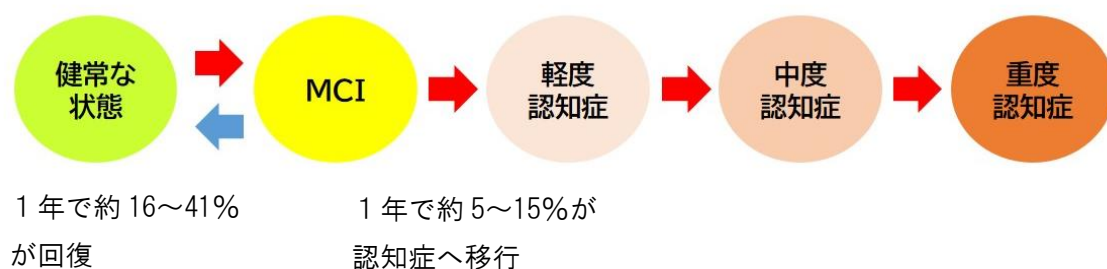 健常な
状態
MCI
軽度
認知症
中度
認知症
重度
認知症
1年で約16～41%
が回復
1年で約5～15%が
認知症へ移行